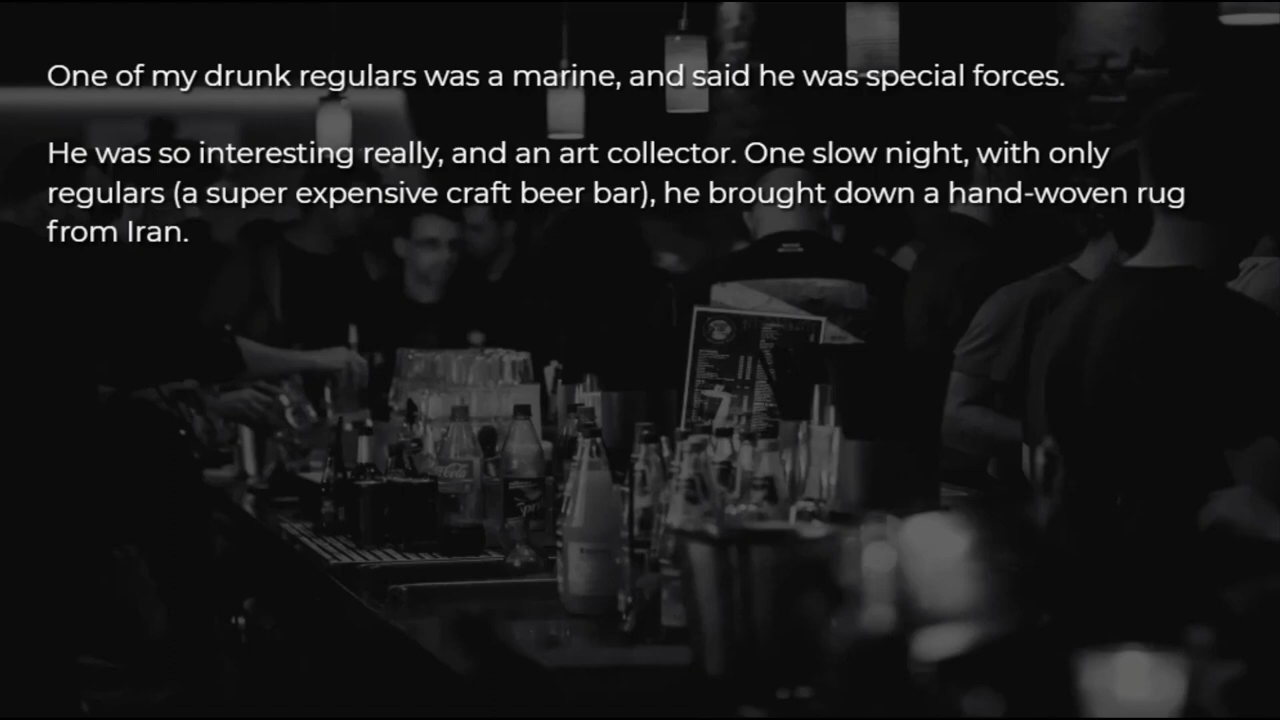 One of my drunk regulars was a marine, and said he was special forces.
He was so interesting really, and an art collector. One slow night, with only
regulars (a super expensive craft beer bar), he brought down a hand-woven rug
from Iran.
Coca-Cola